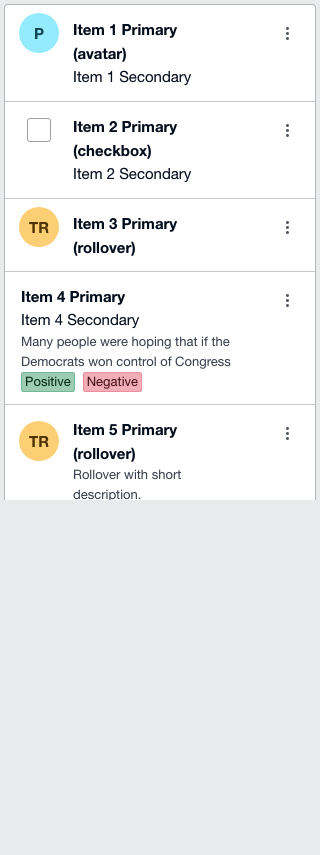 P
Item 1 Primary
(avatar)
Item 1 Secondary
Item 2 Primary
(checkbox)
Item 2 Secondary
TR
Item 3 Primary
(rollover)
Item 4 Primary
Item 4 Secondary
Many people were hoping that if the
Democrats won control of Congress
Positive Negative
TR
Item 5 Primary
(rollover)
Rollover with short
description.